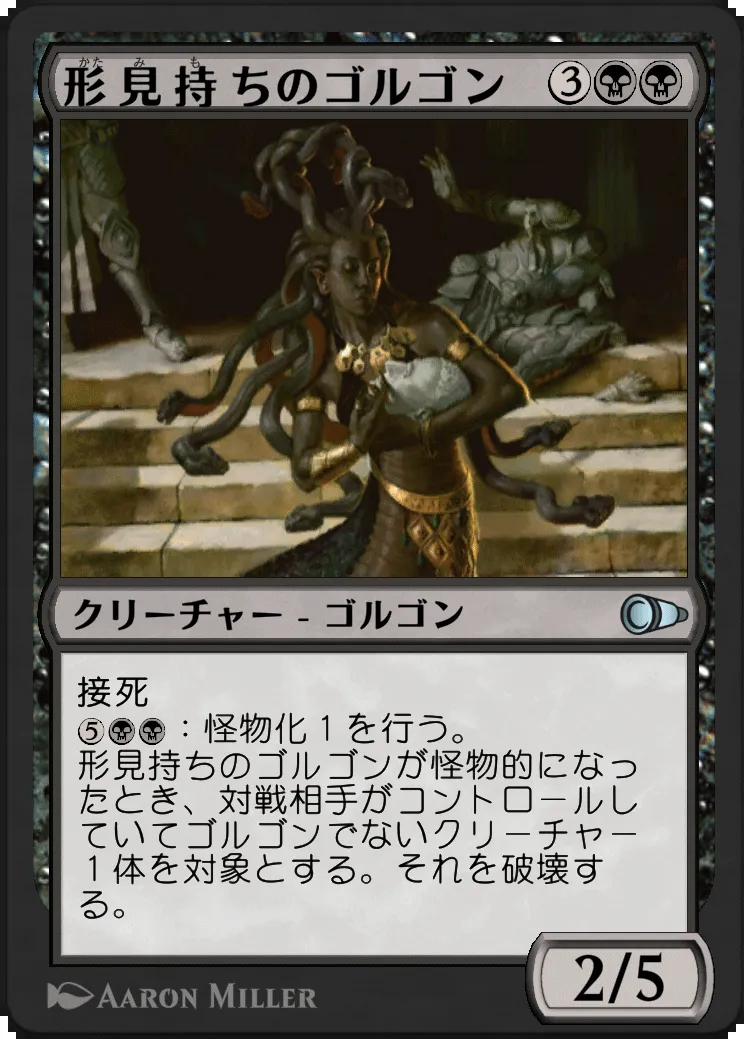 かた み も
形見持ちのゴルゴン 3
クリーチャー - ゴルゴン
接死
5：怪物化1を行う。
形見持ちのゴルゴンが怪物的になっ
たとき、対戦相手がコントロールし
ていてゴルゴンでないクリーチャー
1体を対象とする。それを破壊す
る。
2/5
AARON MILLER